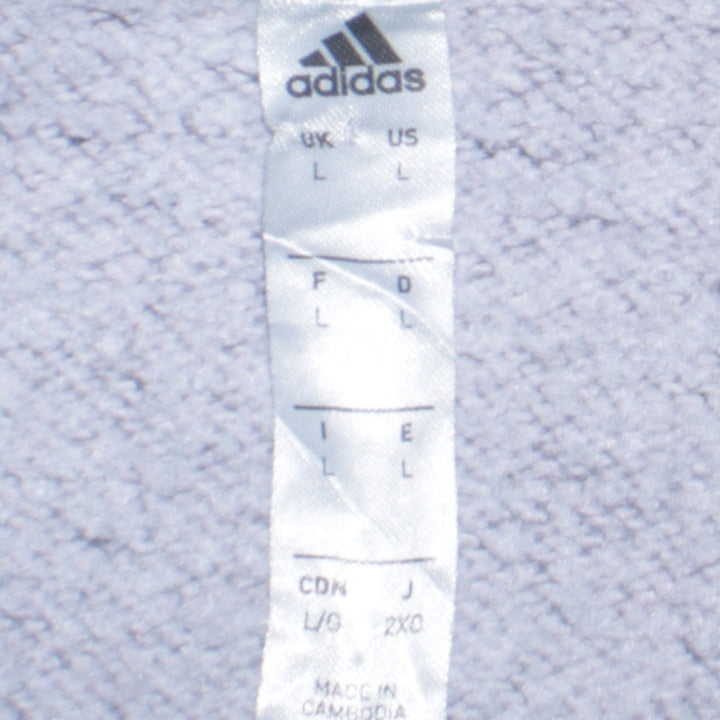 adidas
UK US
L L
F D
L L
I E
L L
CDN J
L/G 2XO
MADE IN
CAMBODIA